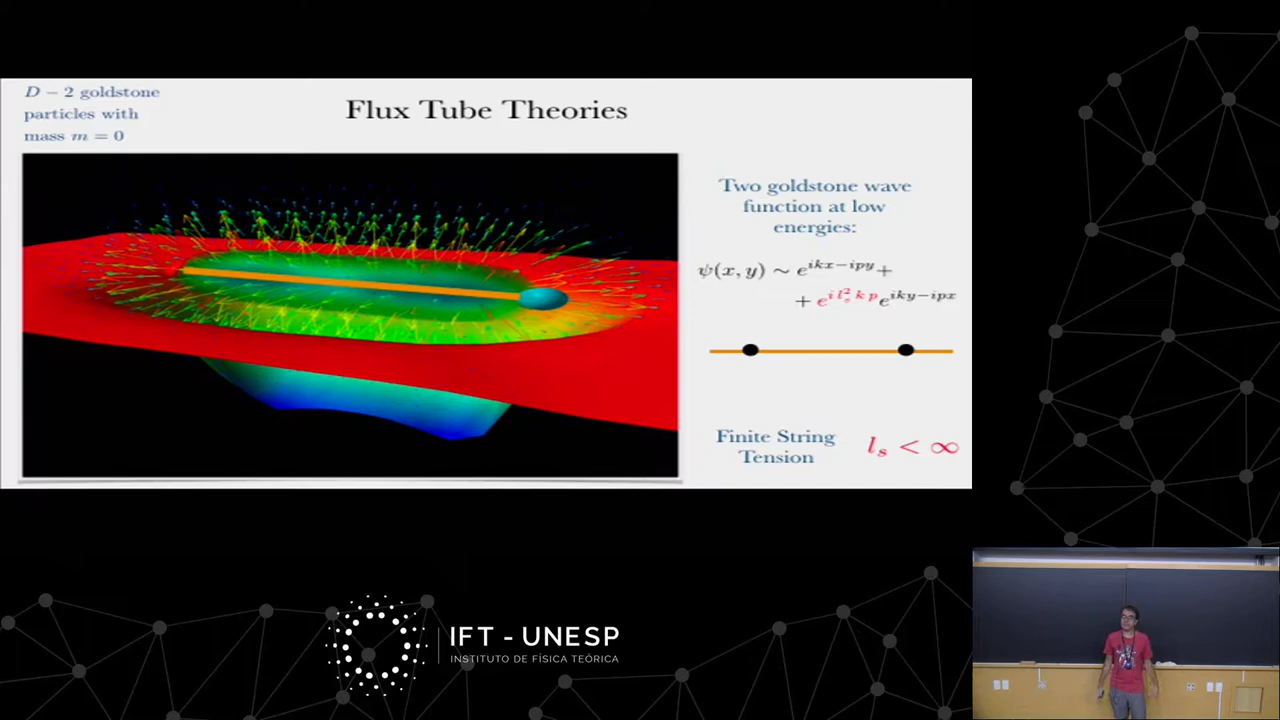 D − 2 goldstone
particles with
mass m = 0
Flux Tube Theories
Two goldstone wave
function at low
energies:
ψ(x, y) ∼ e^{ikx−ipy}+
+ e^{i l_s^2 k p}e^{iky−ipx}
Finite String
Tension
l_s < ∞
IFT - UNESP
INSTITUTO DE FÍSICA TEÓRICA